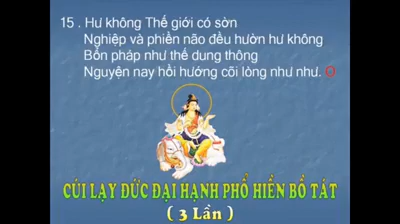 15 . Hư không Thế giới có sờn
Nghiệp và phiền não đều hườn hư không
Bổn pháp như thế dung thông
Nguyện nay hồi hướng cõi lòng như như. O
CÚI LẠY ĐỨC ĐẠI HẠNH PHỔ HIỀN BỒ TÁT
( 3 Lần )